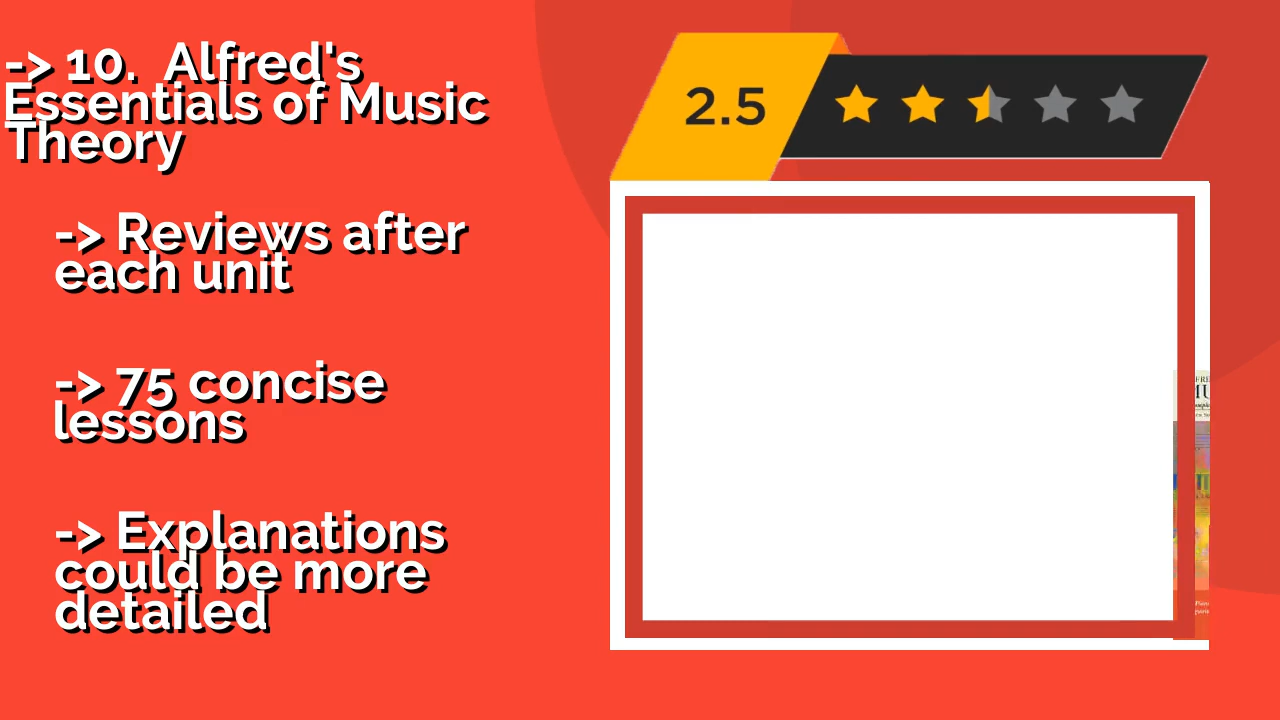 -> 10.  Alfred's
Essentials of Music
Theory
2.5
-> Reviews after
each unit
-> 75 concise
lessons
-> Explanations
could be more
detailed